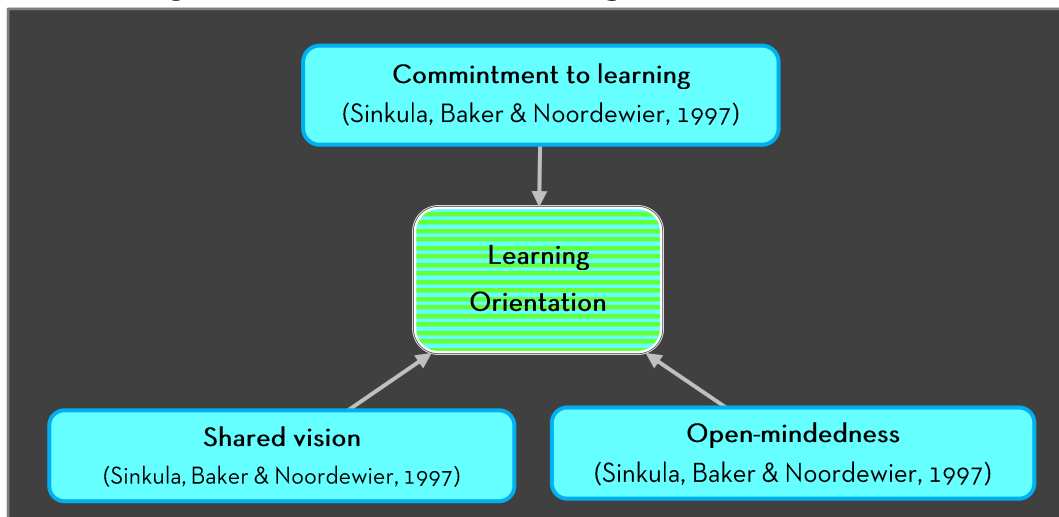 Commintment to learning
(Sinkula, Baker & Noordewier, 1997)
Learning
Orientation
Shared vision
(Sinkula, Baker & Noordewier, 1997)
Open-mindedness
(Sinkula, Baker & Noordewier, 1997)